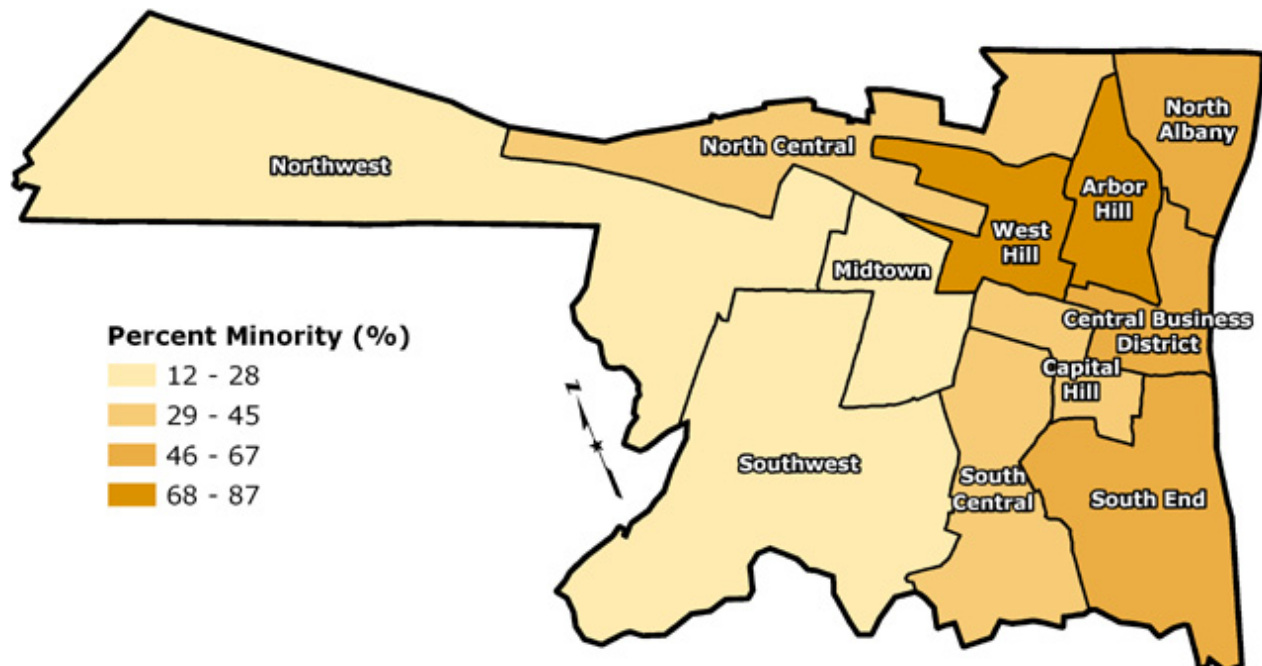 North
Albany
North Central
Northwest
Arbor
Hill
West
Hill
Midtown
Central Business
District
Percent Minority (%)
12 - 28
29 - 45
46 - 67
68 - 87
Capital
Hill
N
Southwest
South
Central
South End